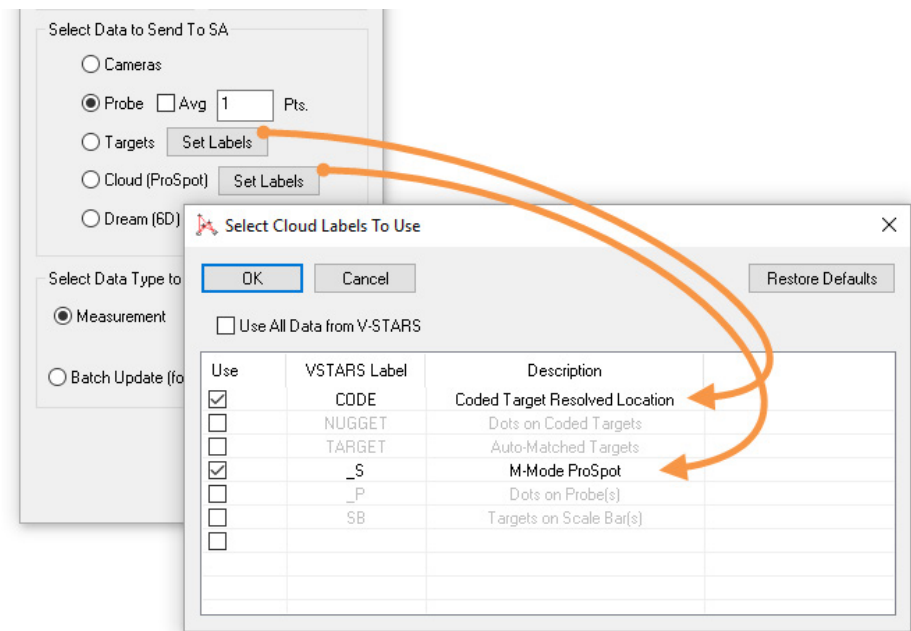 Select Data to Send To SA
Cameras
Probe Avg 1 Pts.
Targets Set Labels
Cloud (ProSpot) Set Labels
Dream (6D)
Select Data Type to
Measurement
Batch Update (fo
Select Cloud Labels To Use
OK Cancel Restore Defaults
Use All Data from V-STARS
Use VSTARS Label Description
CODE Coded Target Resolved Location
NUGGET Dots on Coded Targets
TARGET Auto-Matched Targets
_S M-Mode ProSpot
_P Dots on Probe(s)
SB Targets on Scale Bar(s)